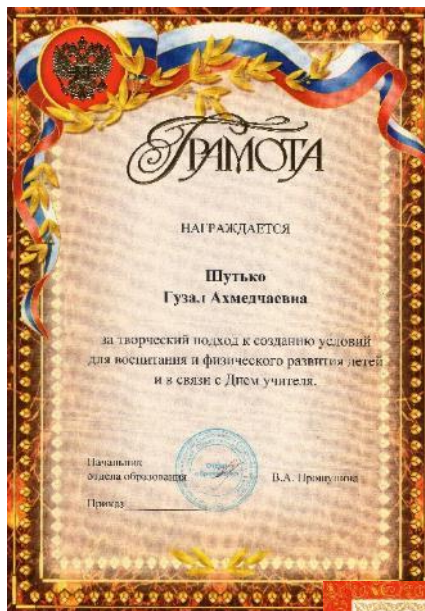 ГРАМОТА
НАГРАЖДАЕТСЯ
Шутько
Гузал Ахмедчаевна
за творческий подход к созданию условий
для воспитания и физического развития детей
и в связи с Днем учителя.
Начальник
отдела образования В.А.
Приказ